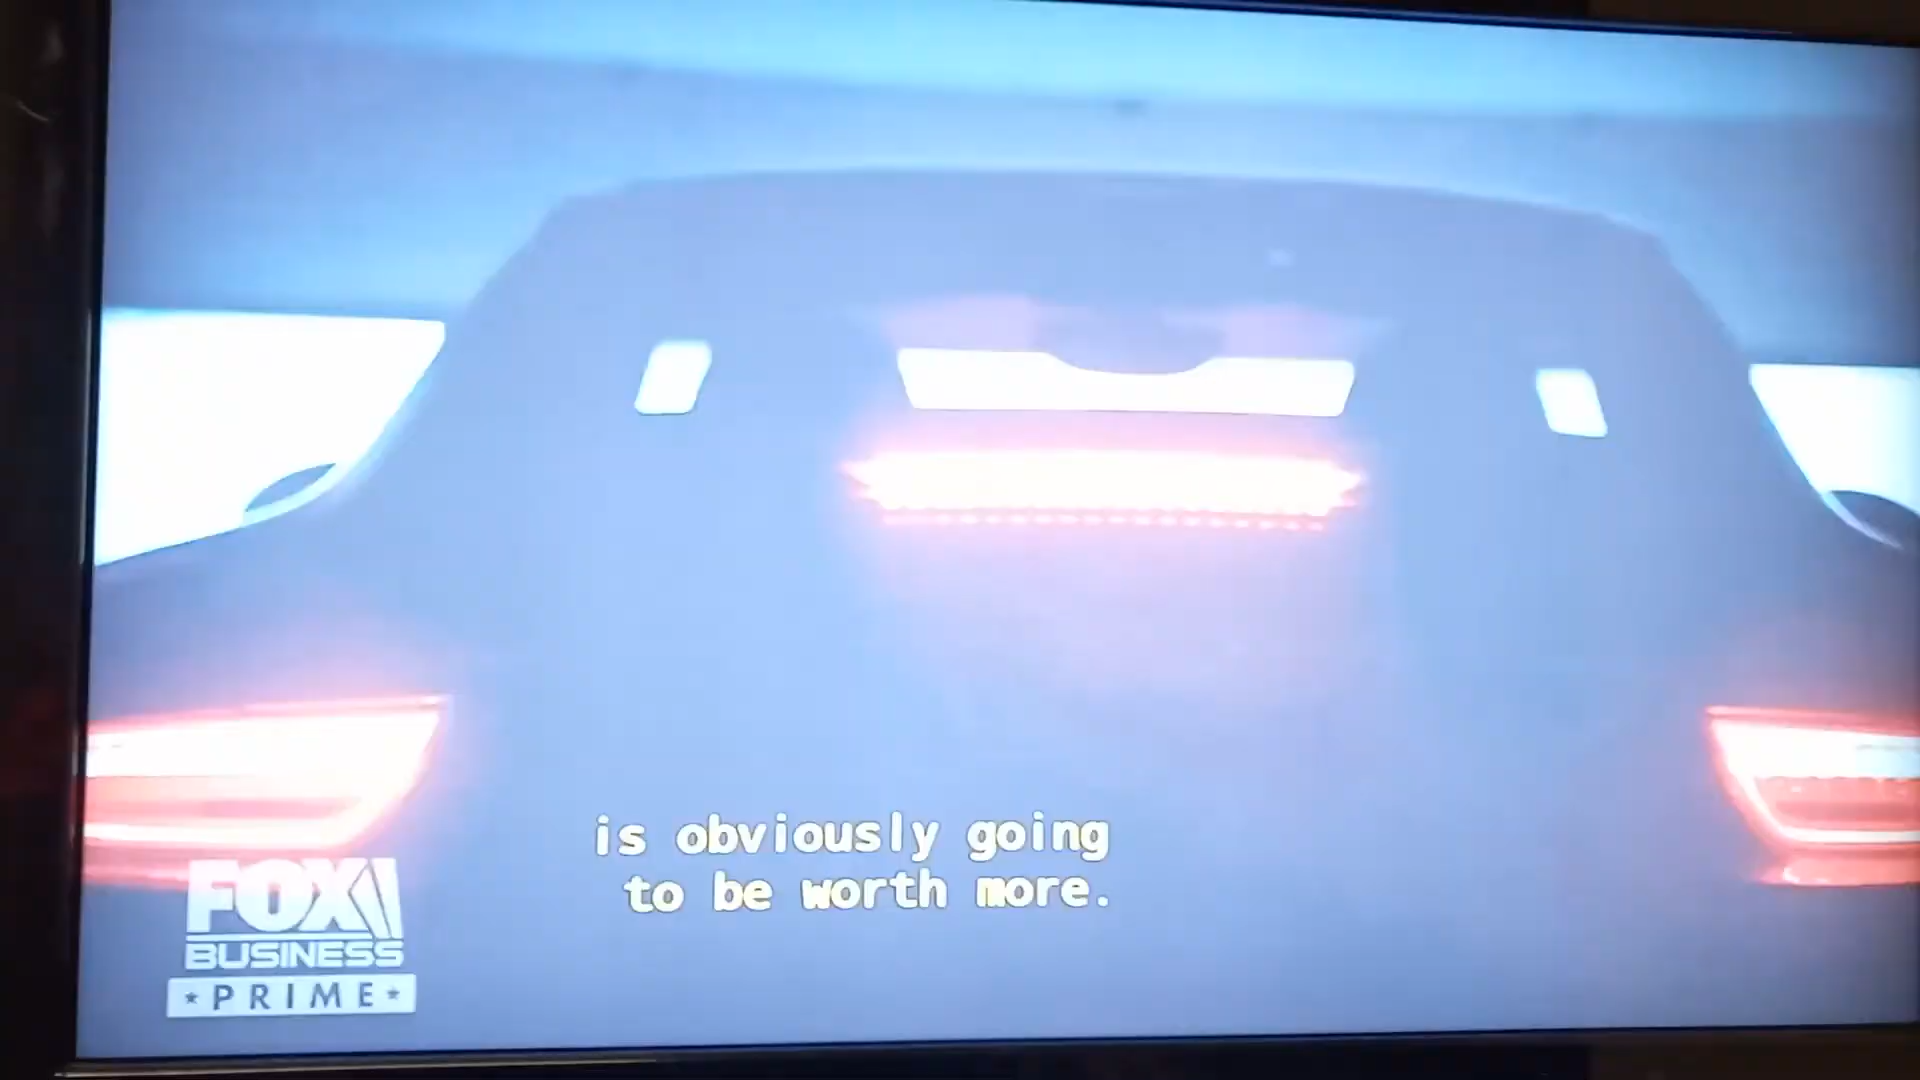 is obviously going
to be worth more.
FOX
BUSINESS
*PRIME*